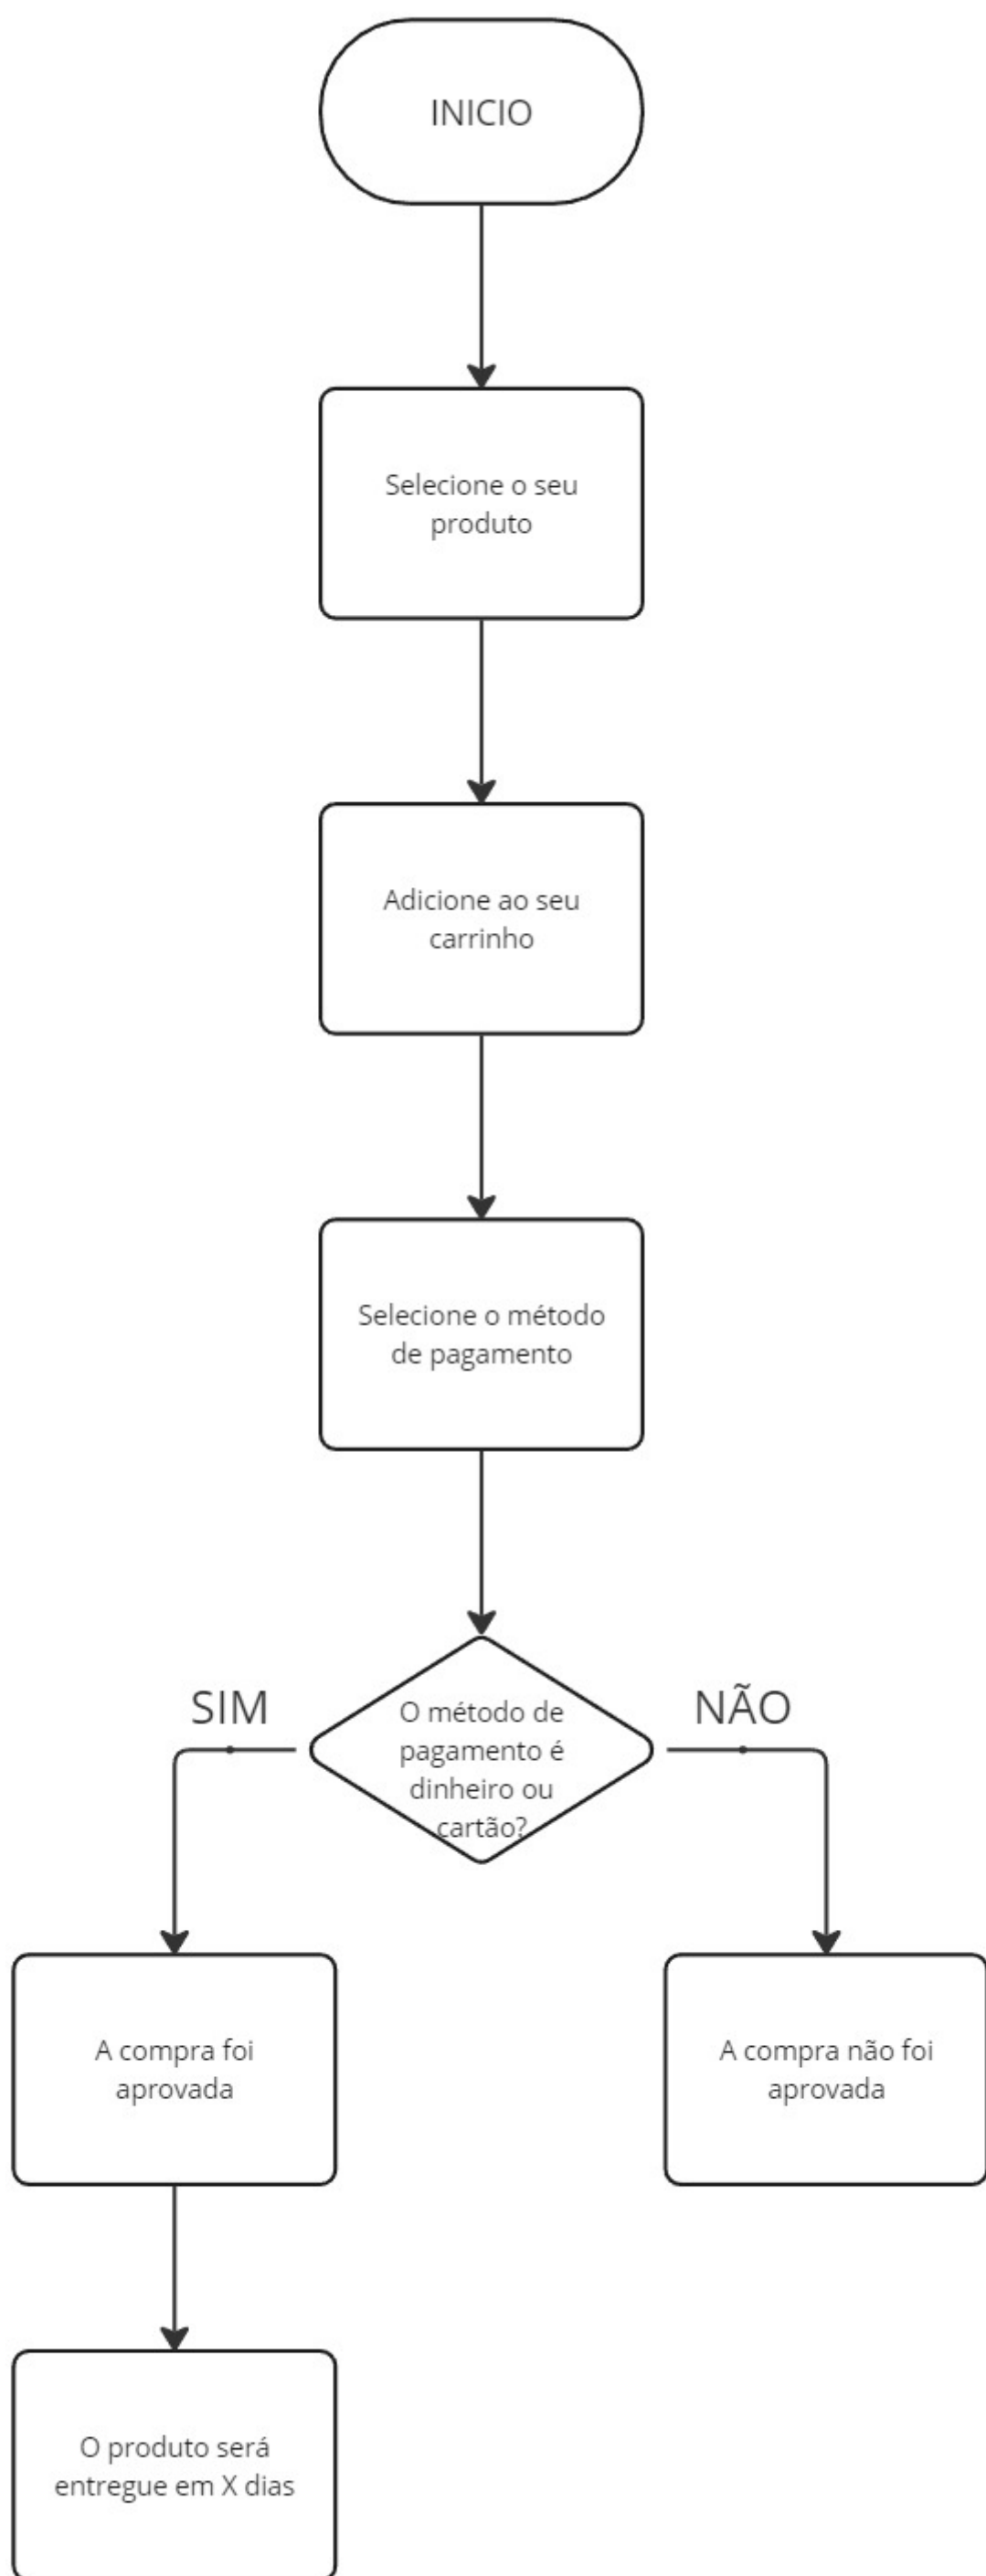 INICIO
Selecione o seu
produto
Adicione ao seu
carrinho
Selecione o método
de pagamento
SIM
O método de
pagamento é
dinheiro ou
cartão?
NÃO
A compra foi
aprovada
A compra não foi
aprovada
O produto será
entregue em X dias